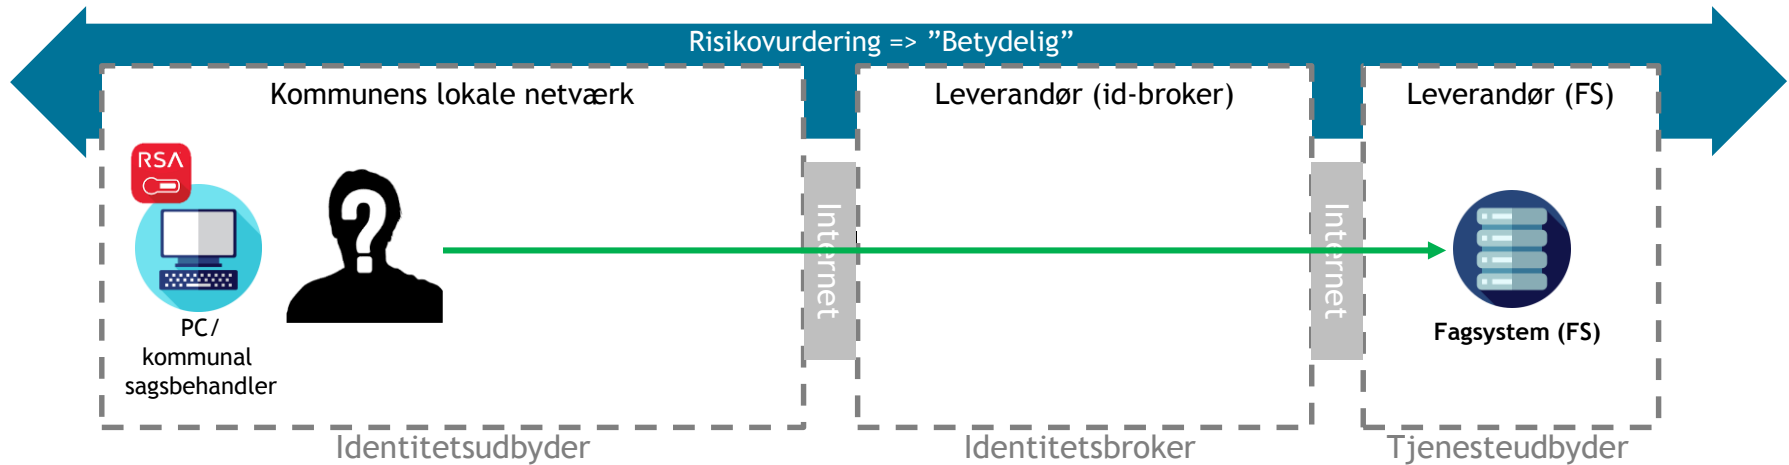 Risikovurdering => ”Betydelig”
Kommunens lokale netværk
Leverandør (id-broker)
Leverandør (FS)
RSA
Internet
Internet
PC/
kommunal
sagsbehandler
Fagsystem (FS)
Identitetsudbyder
Identitetsbroker
Tjenesteudbyder